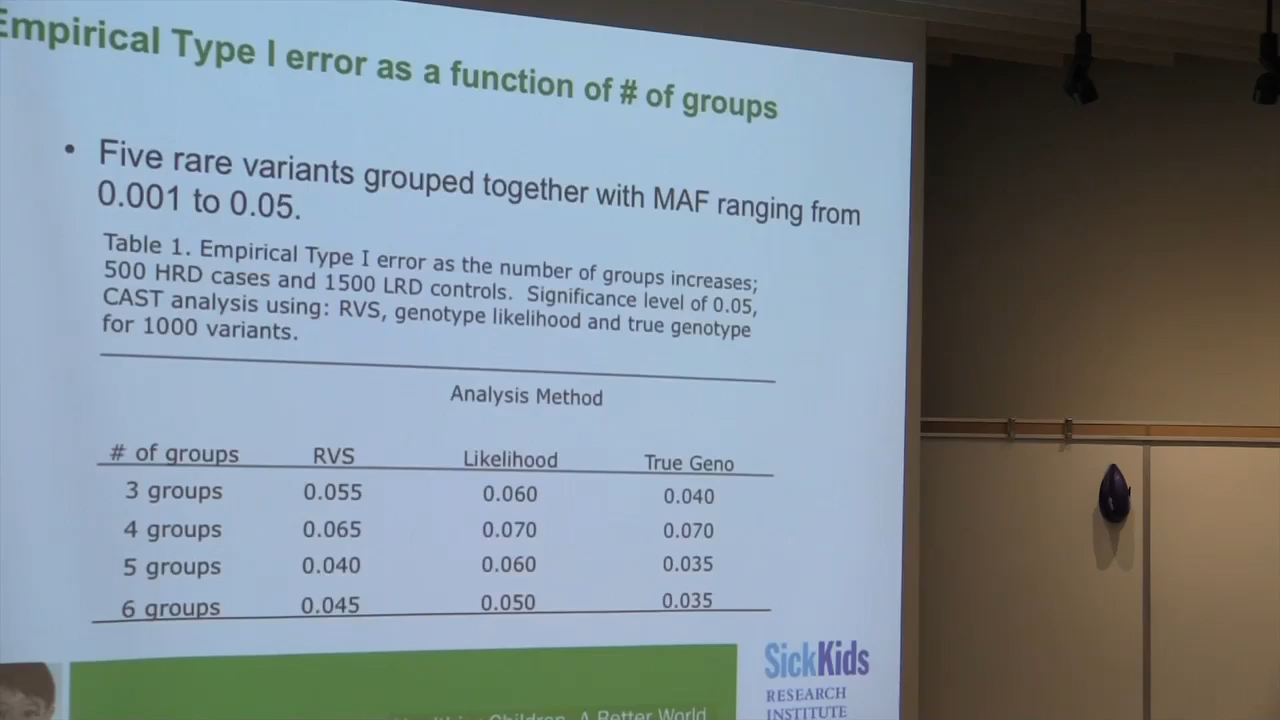 Empirical Type I error as a function of # of groups
• Five rare variants grouped together with MAF ranging from
0.001 to 0.05.
Table 1. Empirical Type I error as the number of groups increases;
500 HRD cases and 1500 LRD controls. Significance level of 0.05,
CAST analysis using: RVS, genotype likelihood and true genotype
for 1000 variants.
Analysis Method
# of groups RVS Likelihood True Geno
3 groups 0.055 0.060 0.040
4 groups 0.065 0.070 0.070
5 groups 0.040 0.060 0.035
6 groups 0.045 0.050 0.035
SickKids
RESEARCH
INSTITUTE
Children. A Better World